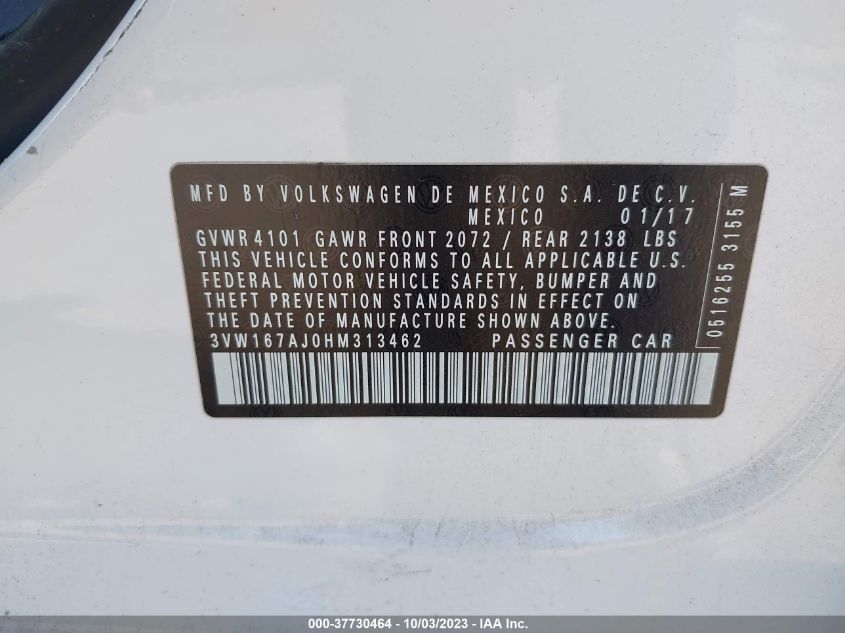 MFD BY VOLKSWAGEN DE MEXICO S.A. DE C.V.
MEXICO 01/17
GVWR 4101 GAWR FRONT 2072 / REAR 2138 LBS
THIS VEHICLE CONFORMS TO ALL APPLICABLE U.S.
FEDERAL MOTOR VEHICLE SAFETY, BUMPER AND
THEFT PREVENTION STANDARDS IN EFFECT ON
THE DATE OF MANUFACTURE SHOWN ABOVE.
3VW167AJ0HM313462 PASSENGER CAR
0516255 3155 M
000-37730464 - 10/03/2023 - IAA Inc.